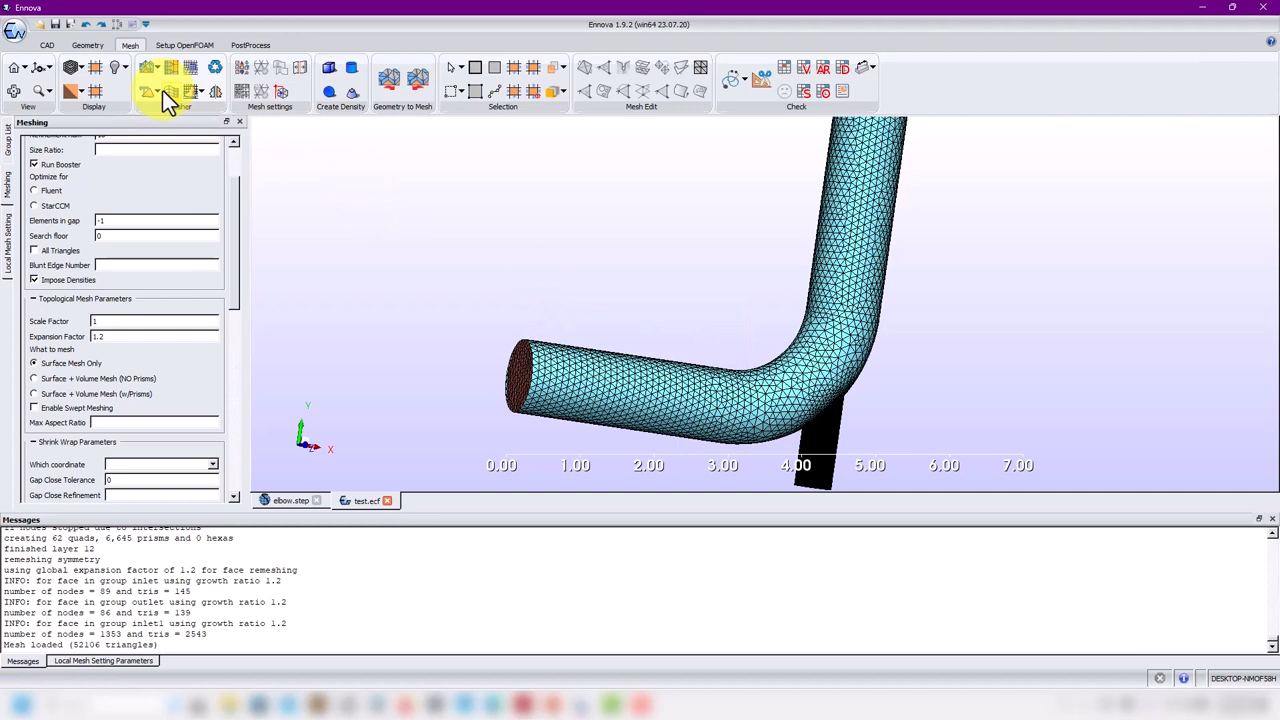 Ennova
Ennova 1.9.2 (win64 23.07.20)
CAD
Geometry
Mesh
Setup OpenFOAM
PostProcess
View
Display
Mesh settings
Create Density
Geometry to Mesh
Selection
Mesh Edit
Check
Meshing
Group List
Meshing
Local Mesh Setting
Size Ratio:
Run Booster
Optimize for
Fluent
StarCCM
Elements in gap -1
Search floor 0
All Triangles
Blunt Edge Number
Impose Densities
Topological Mesh Parameters
Scale Factor 1
Expansion Factor 1.2
What to mesh
Surface Mesh Only
Surface + Volume Mesh (NO Prisms)
Surface + Volume Mesh (w/Prisms)
Enable Swept Meshing
Max Aspect Ratio
Shrink Wrap Parameters
Which coordinate
Gap Close Tolerance 0
Gap Close Refinement
Y
X
Z
0.00 1.00 2.00 3.00 4.00 5.00 6.00 7.00
elbow.step
test.ecf
Messages
11 nodes stopped due to intersections
creating 62 quads, 6,645 prisms and 0 hexas
finished layer 12
remeshing symmetry
using global expansion factor of 1.2 for face remeshing
INFO: for face in group inlet using growth ratio 1.2
number of nodes = 89 and tris = 145
INFO: for face in group outlet using growth ratio 1.2
number of nodes = 86 and tris = 139
INFO: for face in group inlet1 using growth ratio 1.2
number of nodes = 1353 and tris = 2543
Mesh loaded (52106 triangles)
Messages
Local Mesh Setting Parameters
DESKTOP-NMOF58H